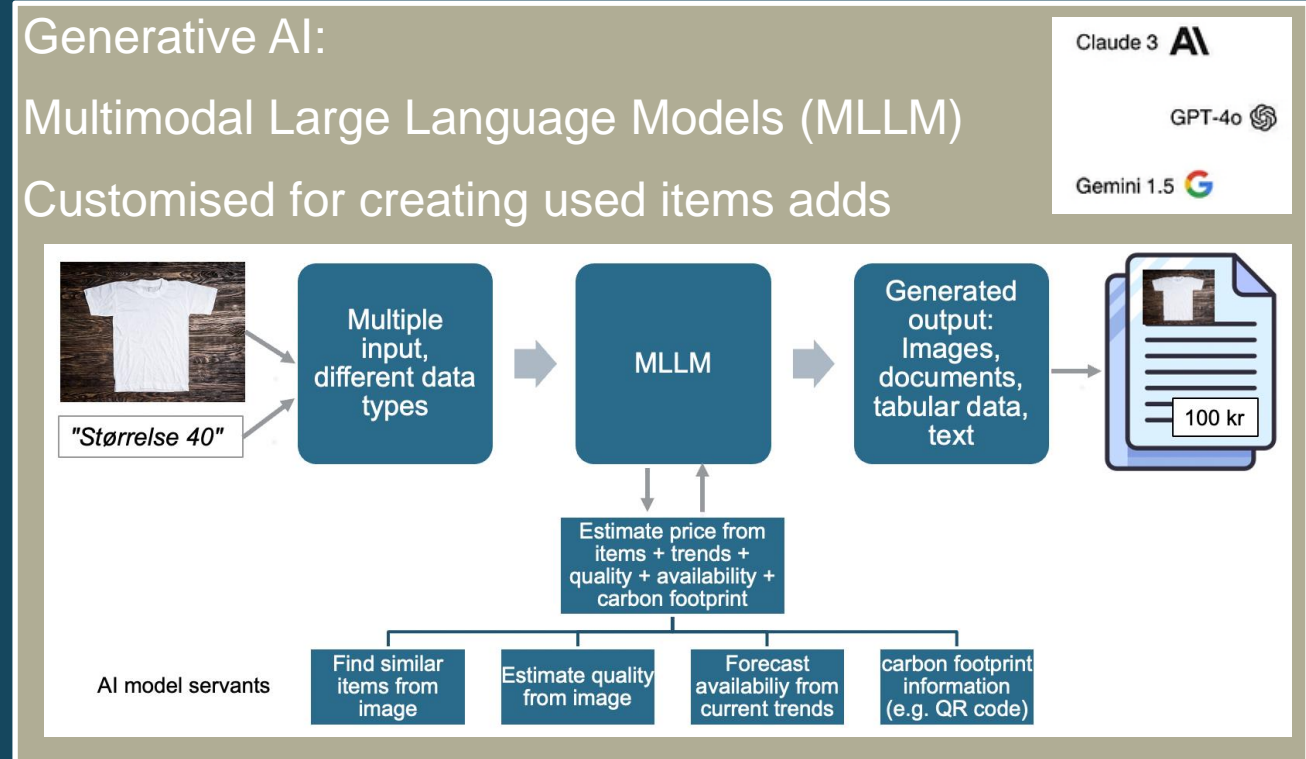 Generative AI:
Multimodal Large Language Models (MLLM)
Customised for creating used items adds
Claude 3
GPT-4o
Gemini 1.5
"Størrelse 40"
Multiple
input,
different data
types
MLLM
Generated
output:
Images,
documents,
tabular data,
text
100 kr
Estimate price from
items + trends +
quality + availability +
carbon footprint
AI model servants
Find similar
items from
image
Estimate quality
from image
Forecast
availabiliy from
current trends
carbon footprint
information
(e.g. QR code)